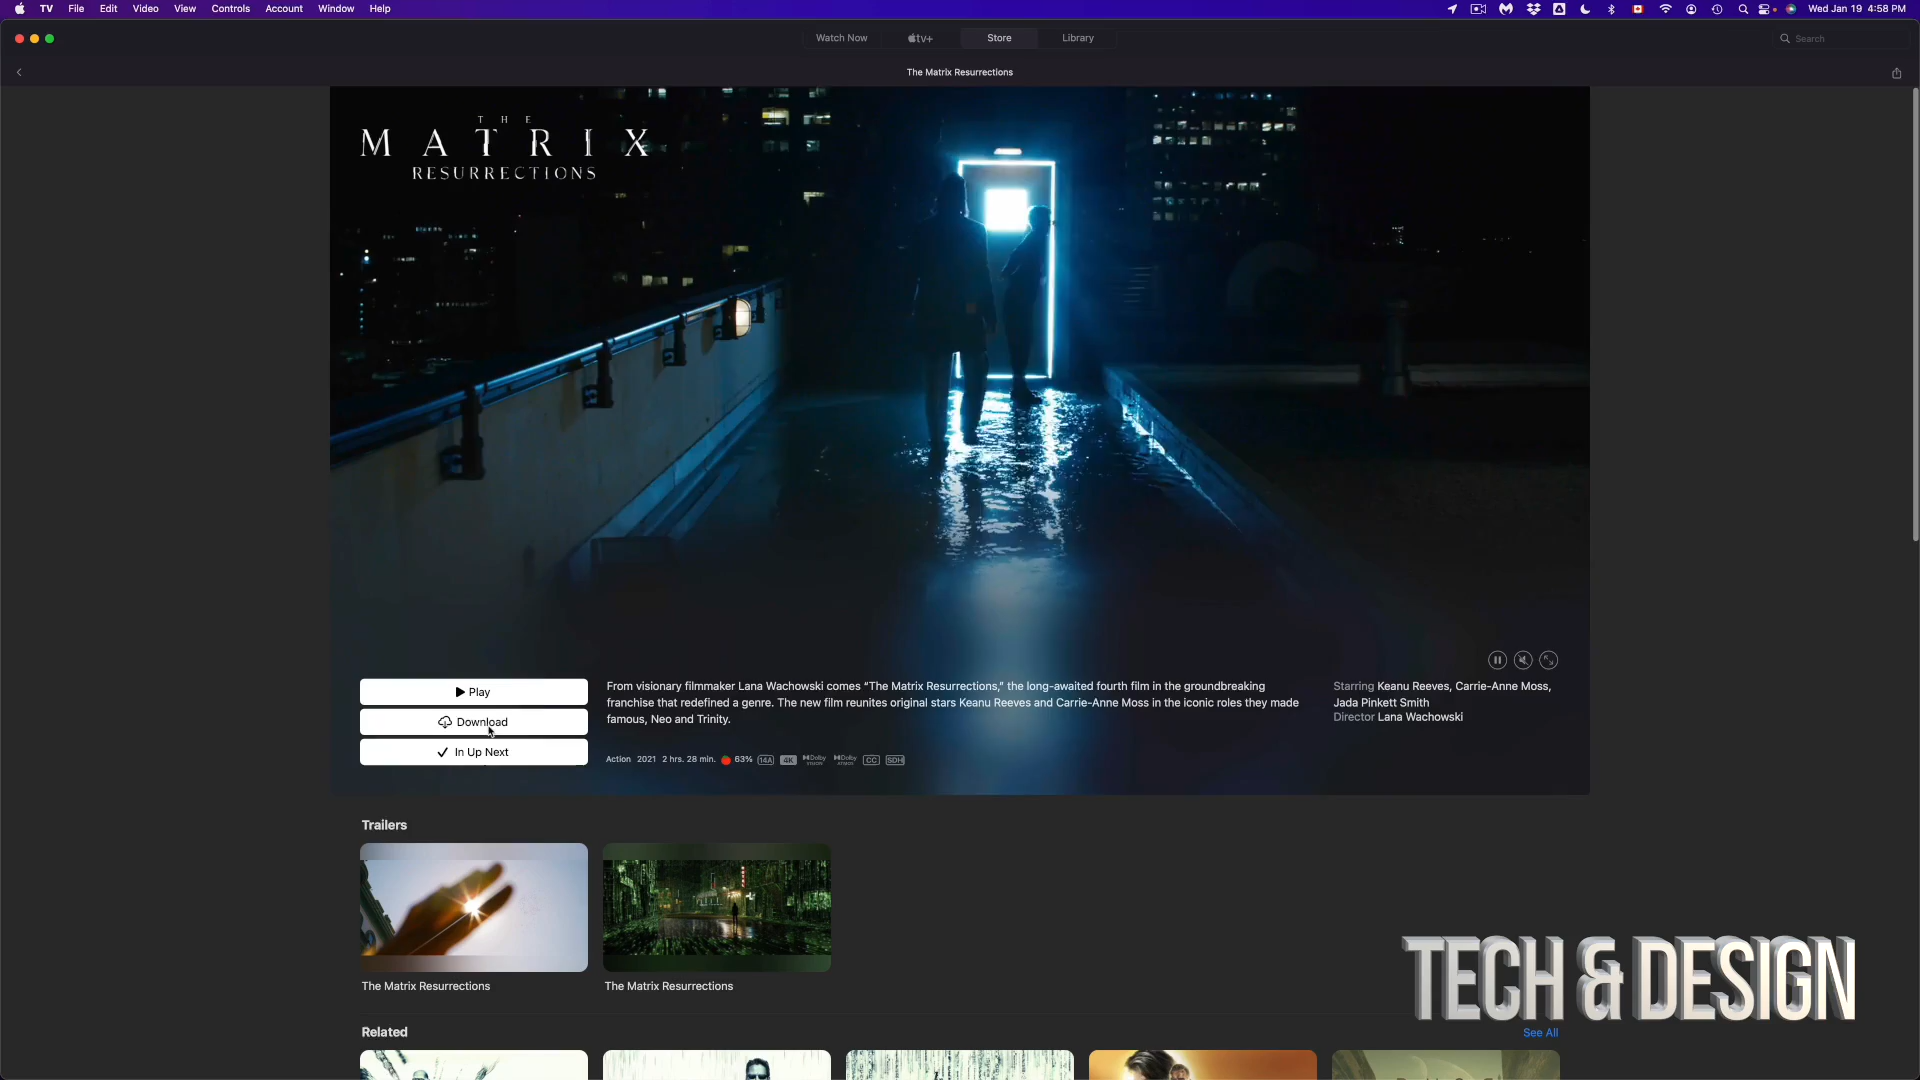 TV File Edit Video View Controls Account Window Help
Wed Jan 19 4:58 PM
Watch Now
tv+
Store
Library
Search
The Matrix Resurrections
THE
MATRIX
RESURRECTIONS
Play
Download
In Up Next
From visionary filmmaker Lana Wachowski comes “The Matrix Resurrections,” the long-awaited fourth film in the groundbreaking
franchise that redefined a genre. The new film reunites original stars Keanu Reeves and Carrie-Anne Moss in the iconic roles they made
famous, Neo and Trinity.
Action 2021 2 hrs. 28 min. 63% 14A 4K Dolby VISION Dolby ATMOS CC SDH
Starring Keanu Reeves, Carrie-Anne Moss,
Jada Pinkett Smith
Director Lana Wachowski
Trailers
The Matrix Resurrections
The Matrix Resurrections
Related
See All
TECH & DESIGN